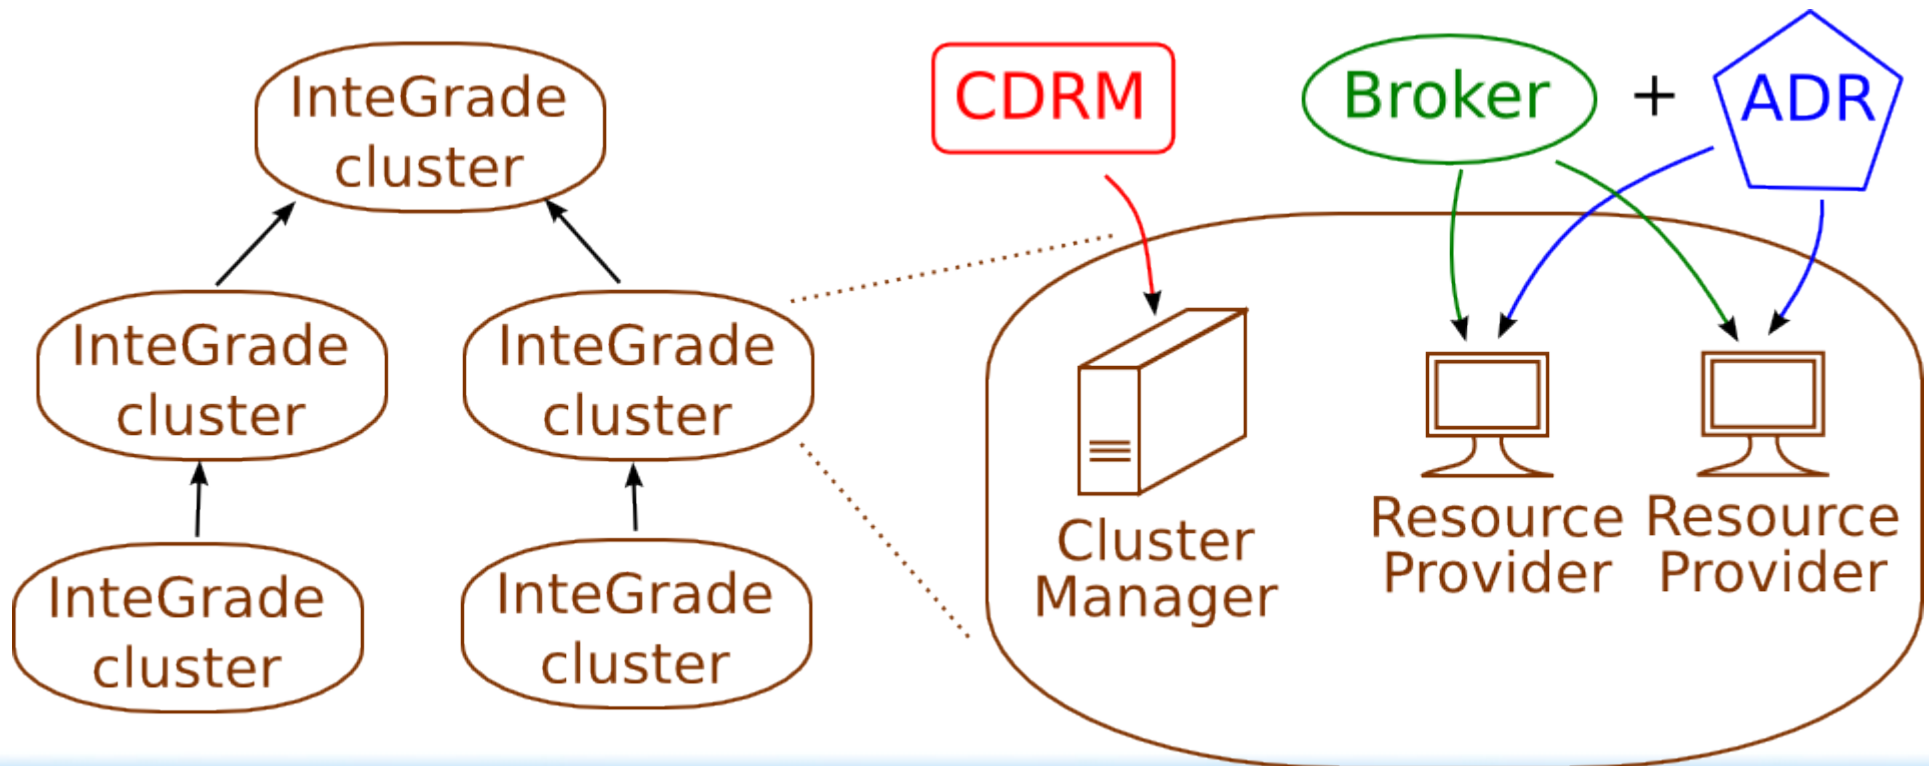 InteGrade
cluster
InteGrade
cluster
InteGrade
cluster
InteGrade
cluster
InteGrade
cluster
CDRM
Broker
+
ADR
Cluster
Manager
Resource
Provider
Resource
Provider